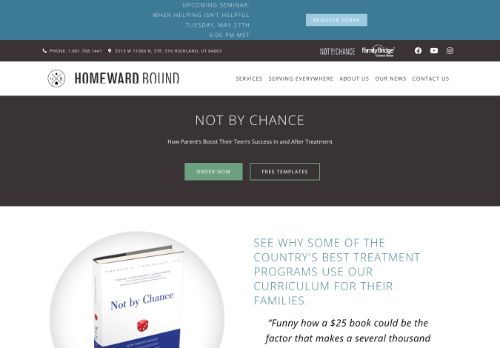 UPCOMING SEMINAR:
WHEN HELPING ISN'T HELPFUL
TUESDAY, MAY 27TH
6:00 PM MST
REGISTER TODAY
PHONE: 1.801.768.1441
5513 W 11000 N, STE. 316 HIGHLAND, UT 84003
NOT BY CHANCE
FamilyBridge
HOMEWARD BOUND
SERVICES
SERVING EVERYWHERE
ABOUT US
OUR NEWS
CONTACT US
NOT BY CHANCE
How Parent's Boost Their Teen's Success In and After Treatment
ORDER NOW
FREE TEMPLATES
Not by Chance
SEE WHY SOME OF THE
COUNTRY'S BEST TREATMENT
PROGRAMS USE OUR
CURRICULUM FOR THEIR
FAMILIES.
“Funny how a $25 book could be the
factor that makes a several thousand